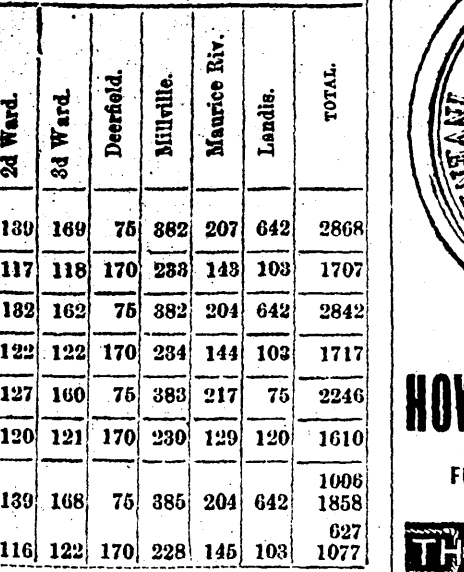 2d Ward. 3d Ward. Deerfield. Millville. Maurice Riv. Landis. TOTAL.
139 169 75 382 207 642 2868
117 118 170 233 143 103 1707
132 162 75 382 204 642 2842
122 122 170 234 144 103 1717
127 160 75 383 217 75 2246
120 121 170 230 129 120 1610
1006
139 168 75 385 204 642 1858
627
116 122 170 228 145 103 1077
HOW
F
TH